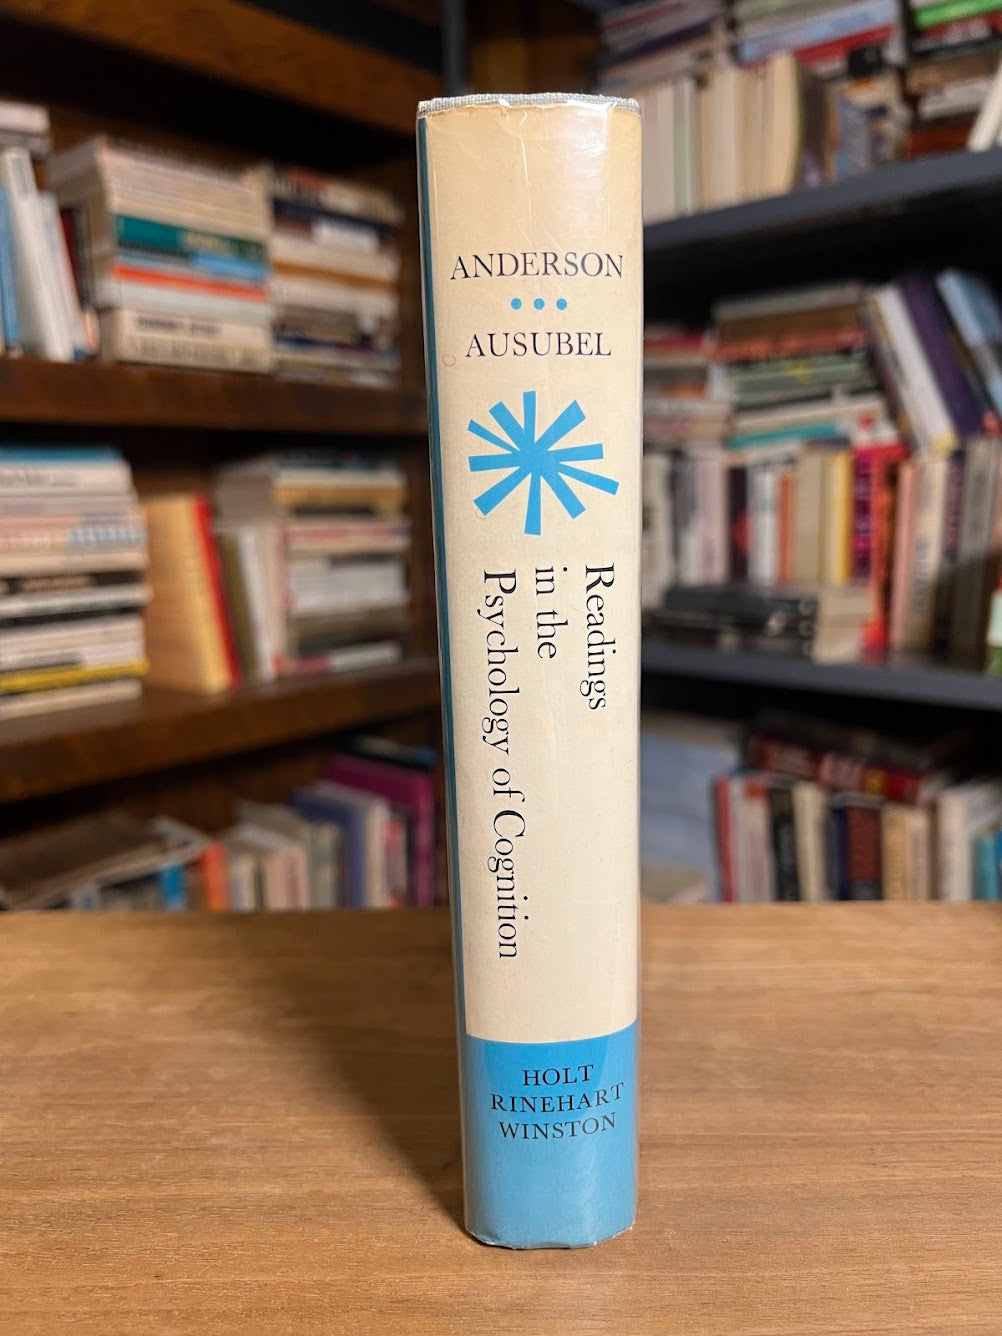 ANDERSON
AUSUBEL
Readings
in the
Psychology of Cognition
HOLT
RINEHART
WINSTON